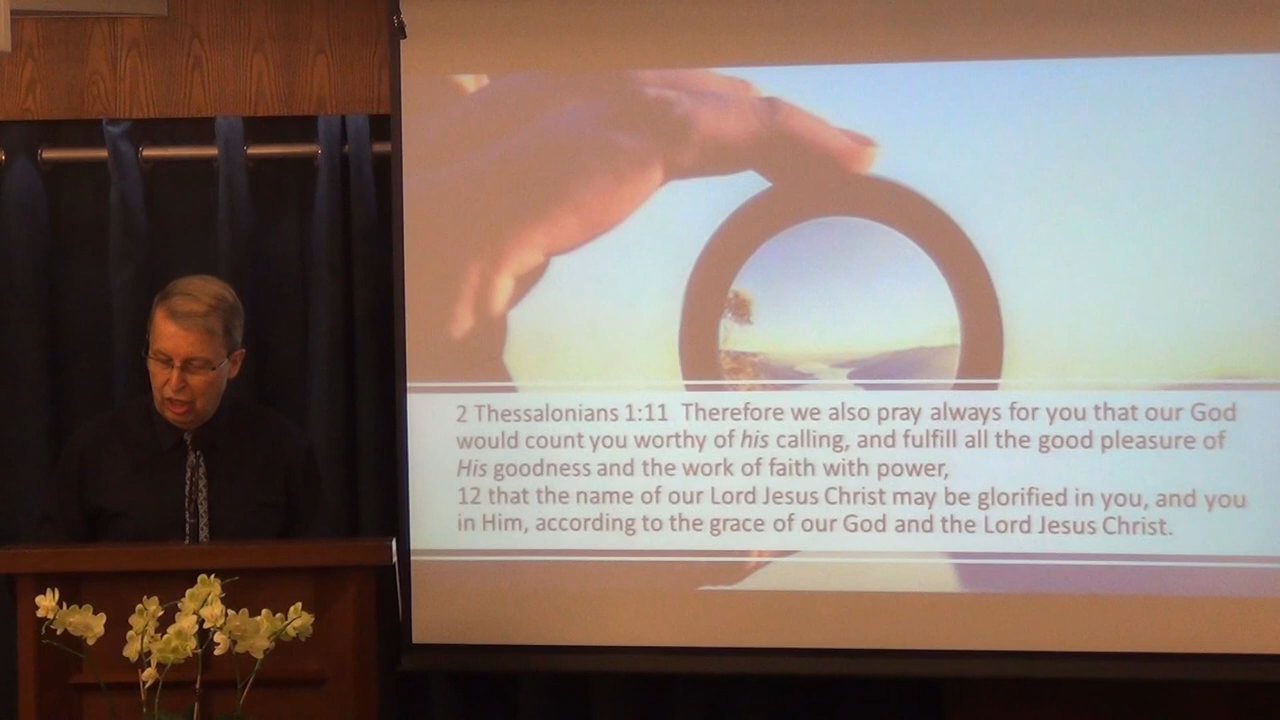 2 Thessalonians 1:11 Therefore we also pray always for you that our God
would count you worthy of his calling, and fulfill all the good pleasure of
His goodness and the work of faith with power,
12 that the name of our Lord Jesus Christ may be glorified in you, and you
in Him, according to the grace of our God and the Lord Jesus Christ.